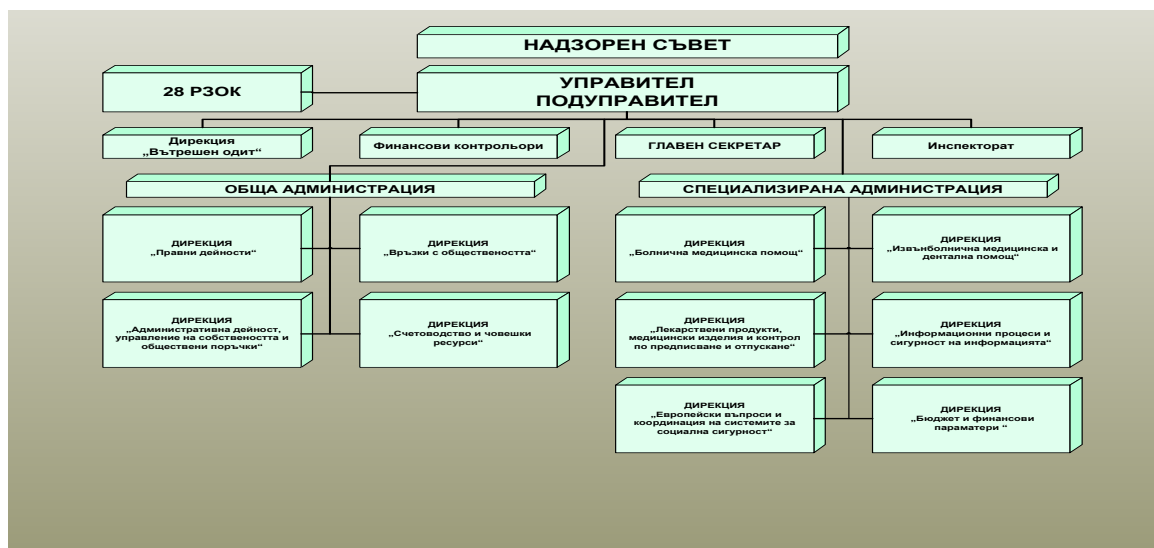 НАДЗОРЕН СЪВЕТ
28 РЗОК
УПРАВИТЕЛ
ПОДУПРАВИТЕЛ
Дирекция
„Вътрешен одит“
Финансови контрольори
ГЛАВЕН СЕКРЕТАР
Инспекторат
ОБЩА АДМИНИСТРАЦИЯ
СПЕЦИАЛИЗИРАНА АДМИНИСТРАЦИЯ
ДИРЕКЦИЯ
„Правни дейности“
ДИРЕКЦИЯ
„Връзки с обществеността“
ДИРЕКЦИЯ
„Болнична медицинска помощ“
ДИРЕКЦИЯ
„Извънболнична медицинска и
дентална помощ“
ДИРЕКЦИЯ
„Административна дейност,
управление на собствеността и
обществени поръчки“
ДИРЕКЦИЯ
„Счетоводство и човешки
ресурси“
ДИРЕКЦИЯ
„Лекарствени продукти,
медицински изделия и контрол
по предписване и отпускане“
ДИРЕКЦИЯ
„Информационни процеси и
сигурност на информацията“
ДИРЕКЦИЯ
„Европейски въпроси и
координация на системите за
социална сигурност“
ДИРЕКЦИЯ
„Бюджет и финансови
параматери “